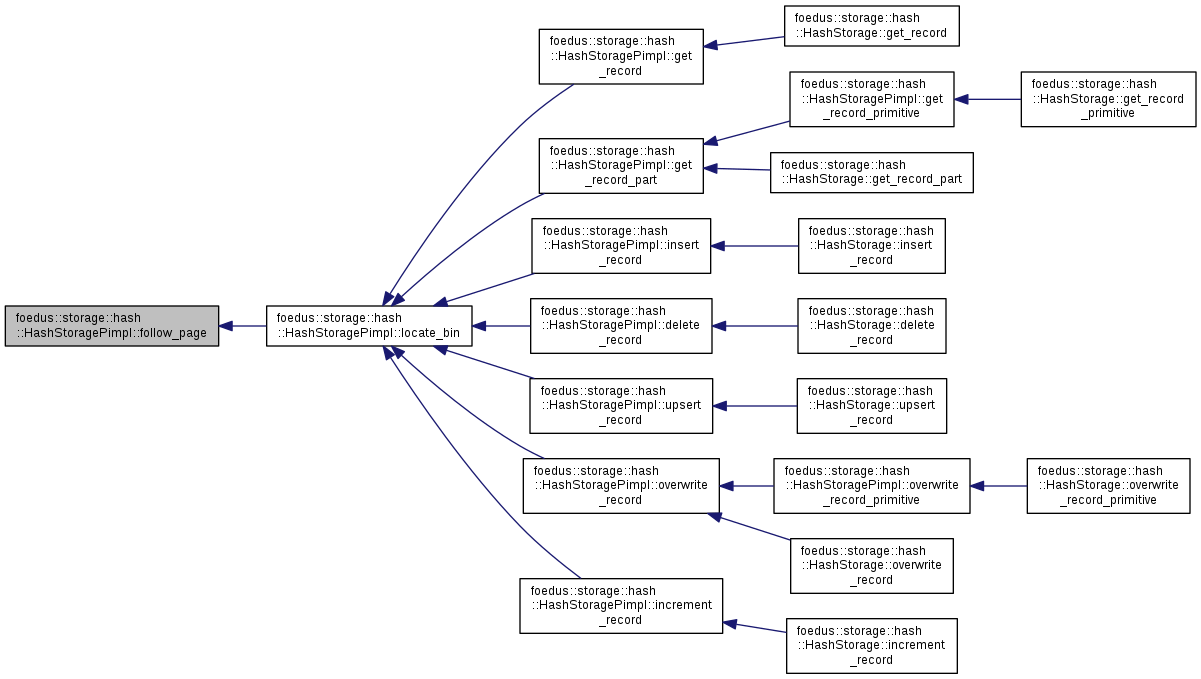 foedus::storage::hash
::HashStoragePimpl::follow_page
foedus::storage::hash
::HashStoragePimpl::locate_bin
foedus::storage::hash
::HashStoragePimpl::get
_record
foedus::storage::hash
::HashStorage::get_record
foedus::storage::hash
::HashStoragePimpl::get
_record_part
foedus::storage::hash
::HashStoragePimpl::get
_record_primitive
foedus::storage::hash
::HashStorage::get_record
_primitive
foedus::storage::hash
::HashStorage::get_record_part
foedus::storage::hash
::HashStoragePimpl::insert
_record
foedus::storage::hash
::HashStorage::insert
_record
foedus::storage::hash
::HashStoragePimpl::delete
_record
foedus::storage::hash
::HashStorage::delete
_record
foedus::storage::hash
::HashStoragePimpl::upsert
_record
foedus::storage::hash
::HashStorage::upsert
_record
foedus::storage::hash
::HashStoragePimpl::overwrite
_record
foedus::storage::hash
::HashStoragePimpl::overwrite
_record_primitive
foedus::storage::hash
::HashStorage::overwrite
_record_primitive
foedus::storage::hash
::HashStorage::overwrite
_record
foedus::storage::hash
::HashStoragePimpl::increment
_record
foedus::storage::hash
::HashStorage::increment
_record